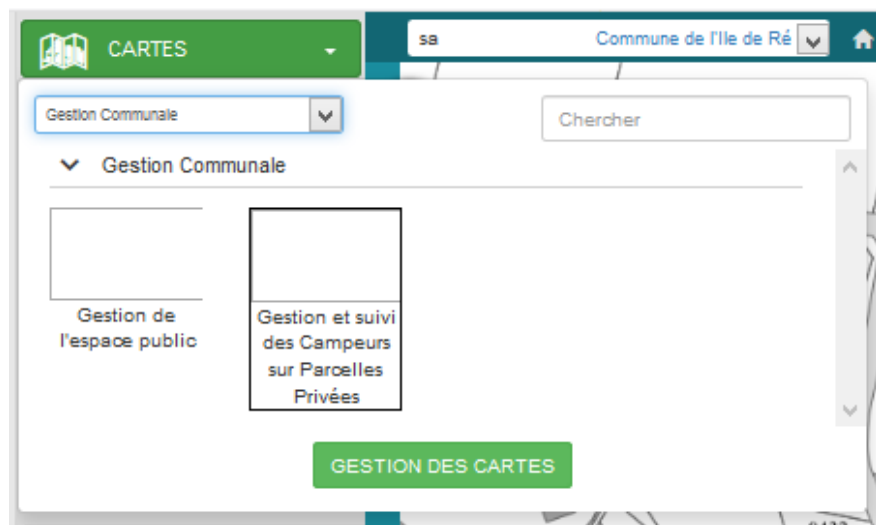 CARTES
sa Commune de l'Ile de Ré
Gestion Communale
Chercher
Gestion Communale
Gestion de
l'espace public
Gestion et suivi
des Campeurs
sur Parcelles
Privées
GESTION DES CARTES